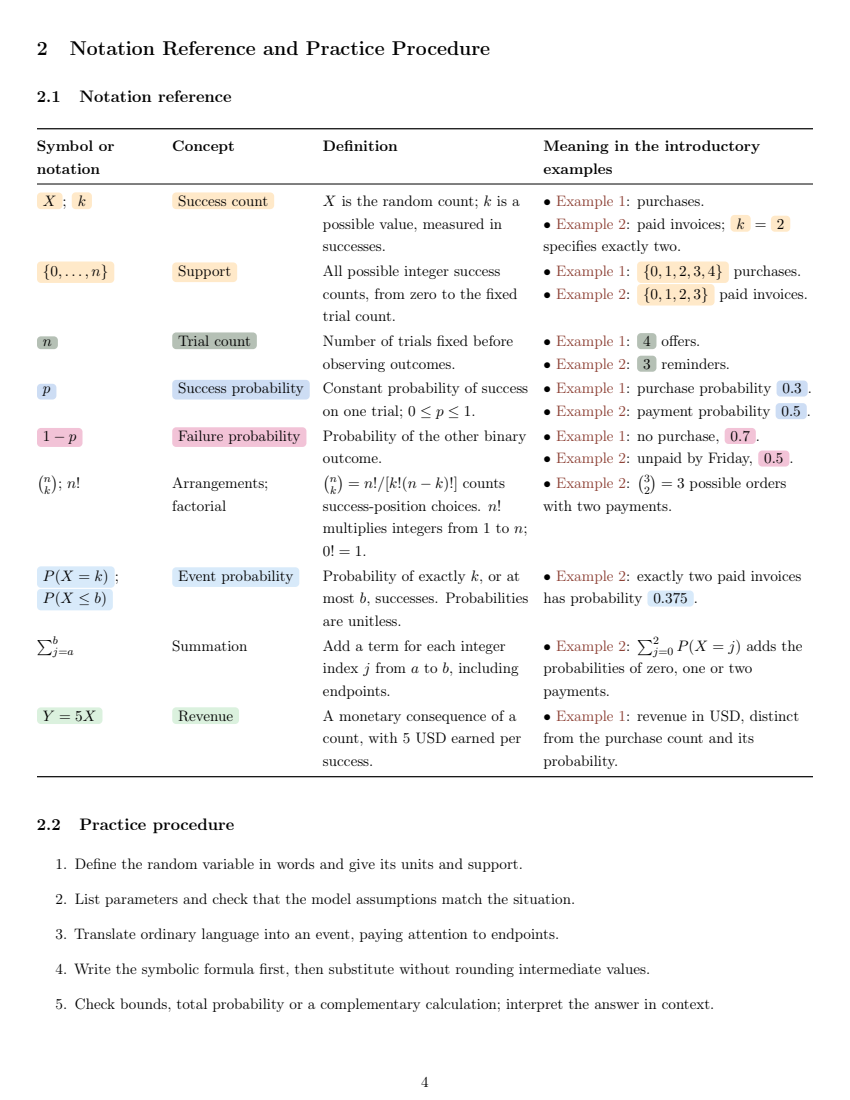 2 Notation Reference and Practice Procedure
2.1 Notation reference
Symbol or notation
Concept
Definition
Meaning in the introductory examples
X ; k
Success count
X is the random count; k is a
possible value, measured in
successes.
• Example 1: purchases.
• Example 2: paid invoices; k = 2
specifies exactly two.
{0, . . . , n}
Support
All possible integer success
counts, from zero to the fixed
trial count.
• Example 1: {0, 1, 2, 3, 4} purchases.
• Example 2: {0, 1, 2, 3} paid invoices.
n
Trial count
Number of trials fixed before
observing outcomes.
• Example 1: 4 offers.
• Example 2: 3 reminders.
p
Success probability
Constant probability of success
on one trial; 0 ≤ p ≤ 1.
• Example 1: purchase probability 0.3 .
• Example 2: payment probability 0.5 .
1 − p
Failure probability
Probability of the other binary
outcome.
• Example 1: no purchase, 0.7 .
• Example 2: unpaid by Friday, 0.5 .
(n k); n!
Arrangements;
factorial
(n k) = n!/[k!(n − k)!] counts
success-position choices. n!
multiplies integers from 1 to n;
0! = 1.
• Example 2: (3 2) = 3 possible orders
with two payments.
P(X = k) ;
P(X ≤ b)
Event probability
Probability of exactly k, or at
most b, successes. Probabilities
are unitless.
• Example 2: exactly two paid invoices
has probability 0.375 .
∑_{j=a}^{b}
Summation
Add a term for each integer
index j from a to b, including
endpoints.
• Example 2: ∑_{j=0}^{2} P(X = j) adds the
probabilities of zero, one or two
payments.
Y = 5X
Revenue
A monetary consequence of a
count, with 5 USD earned per
success.
• Example 1: revenue in USD, distinct
from the purchase count and its
probability.
2.2 Practice procedure
1. Define the random variable in words and give its units and support.
2. List parameters and check that the model assumptions match the situation.
3. Translate ordinary language into an event, paying attention to endpoints.
4. Write the symbolic formula first, then substitute without rounding intermediate values.
5. Check bounds, total probability or a complementary calculation; interpret the answer in context.
4